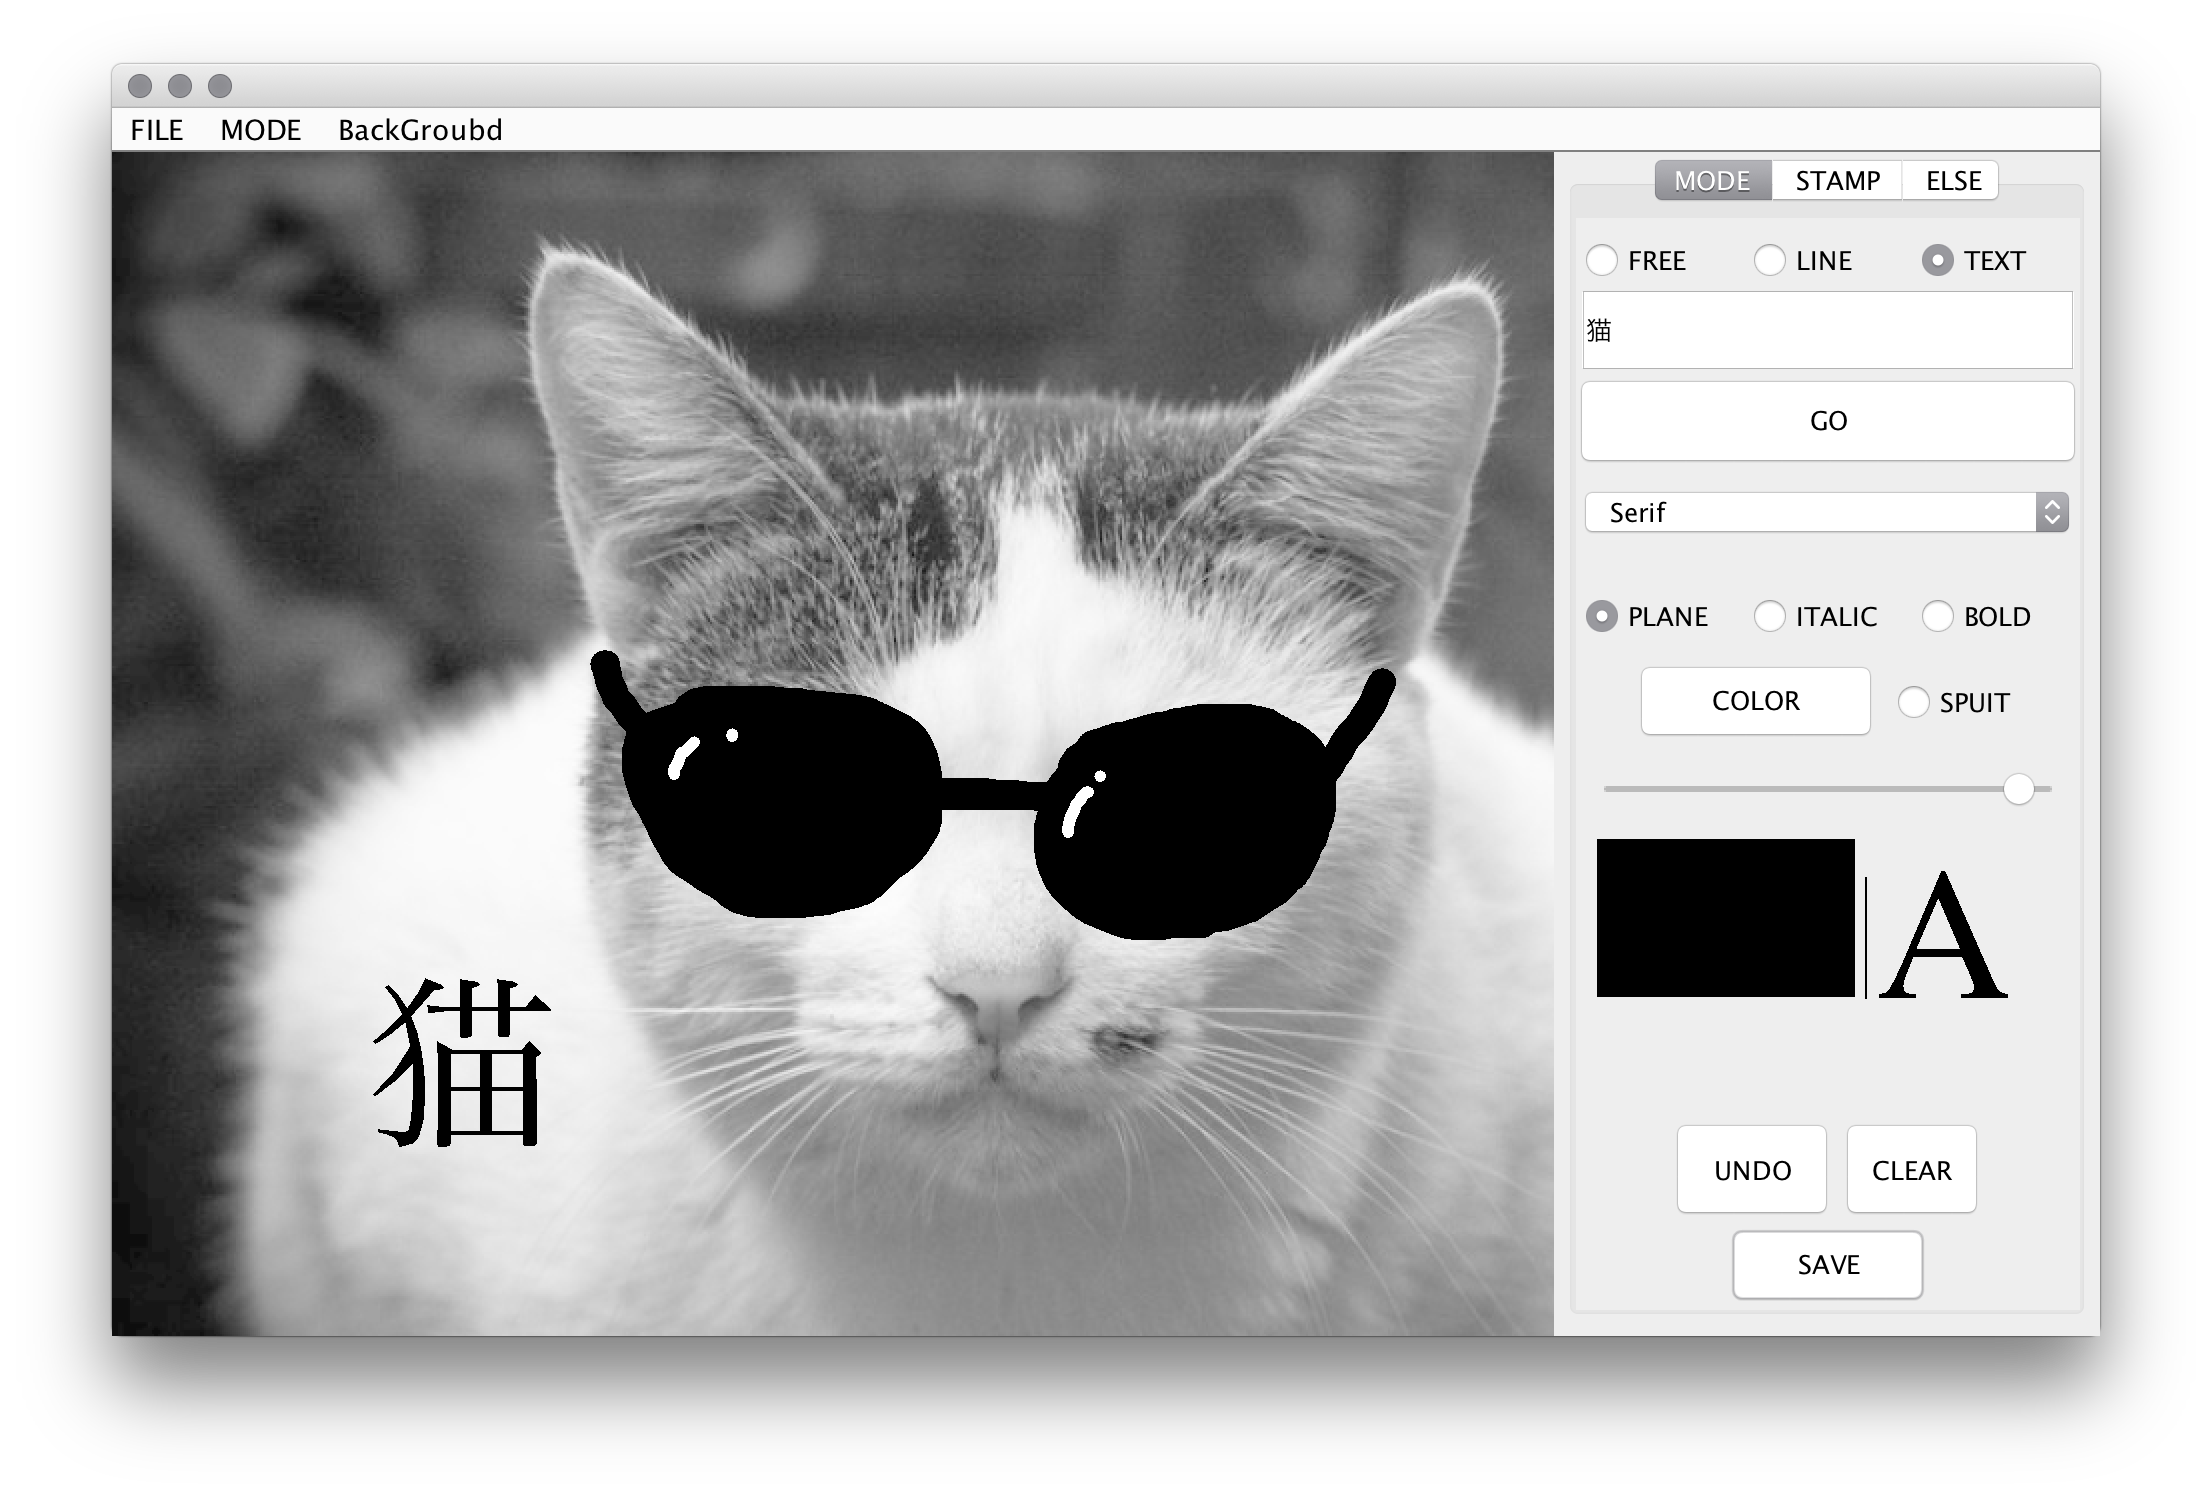 FILE MODE BackGroubd
MODE STAMP ELSE
FREE LINE TEXT
猫
GO
Serif
PLANE ITALIC BOLD
COLOR SPUIT
A
猫
UNDO CLEAR
SAVE